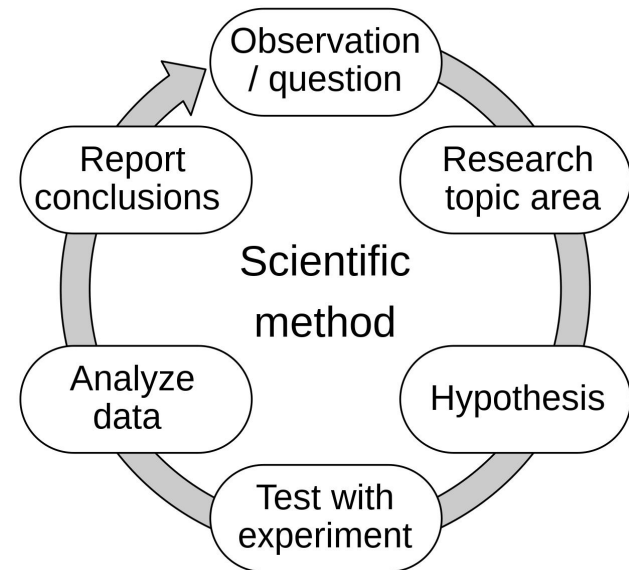 Observation
/ question
Research
topic area
Hypothesis
Test with
experiment
Analyze
data
Report
conclusions
Scientific
method